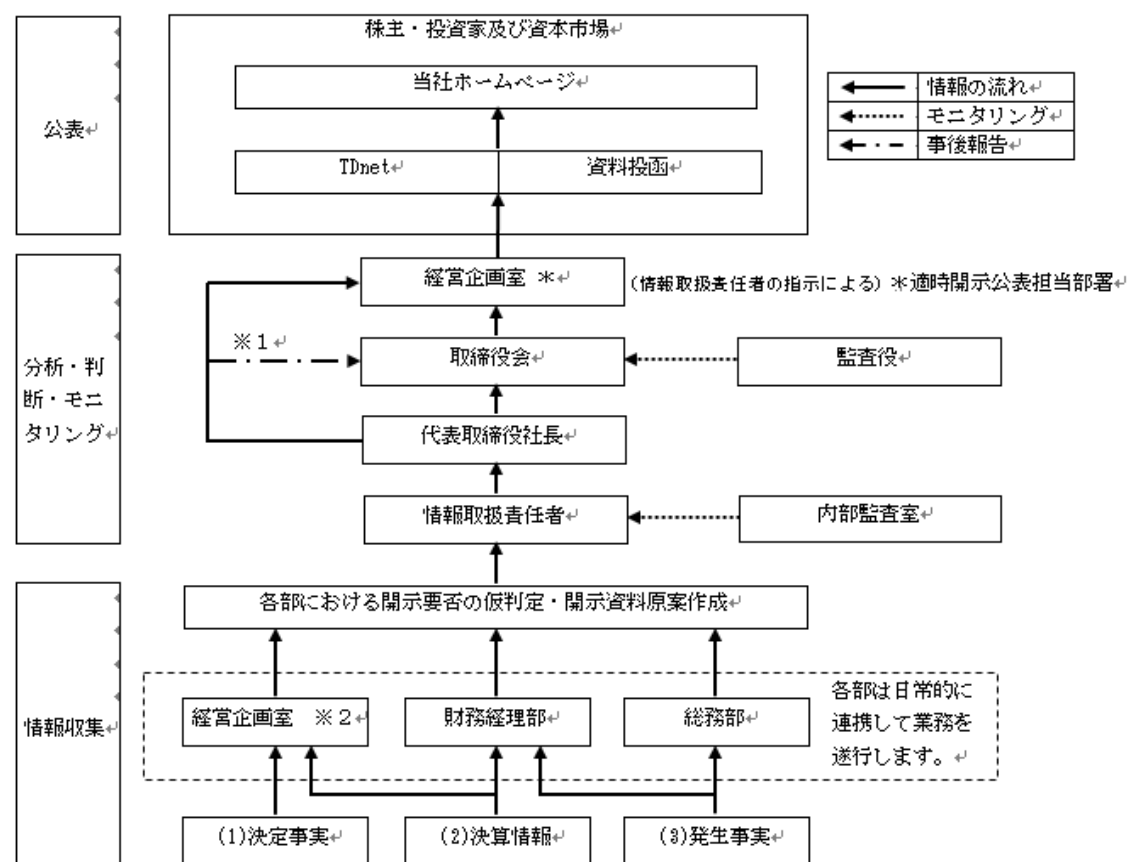 株主・投資家及び資本市場
当社ホームページ
公表
TDnet
資料投函
情報の流れ
モニタリング
事後報告
経営企画室 *
(情報取扱責任者の指示による)*適時開示公表担当部署
※1
取締役会
監査役
分析・判
断・モニ
タリング
代表取締役社長
情報取扱責任者
内部監査室
各部における開示要否の仮判定・開示資料原案作成
各部は日常的に
連携して業務を
遂行します。
情報収集
経営企画室 ※2
財務経理部
総務部
(1)決定事実
(2)決算情報
(3)発生事実